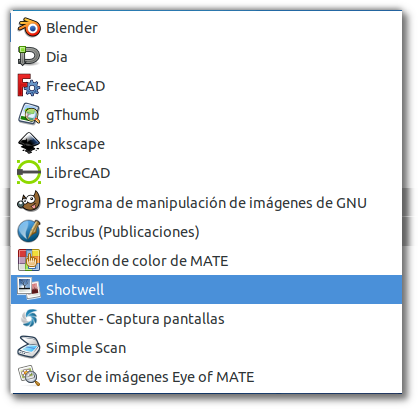 Blender
Dia
FreeCAD
gThumb
Inkscape
LibreCAD
Programa de manipulación de imágenes de GNU
Scribus (Publicaciones)
Selección de color de MATE
Shotwell
Shutter - Captura pantallas
Simple Scan
Visor de imágenes Eye of MATE